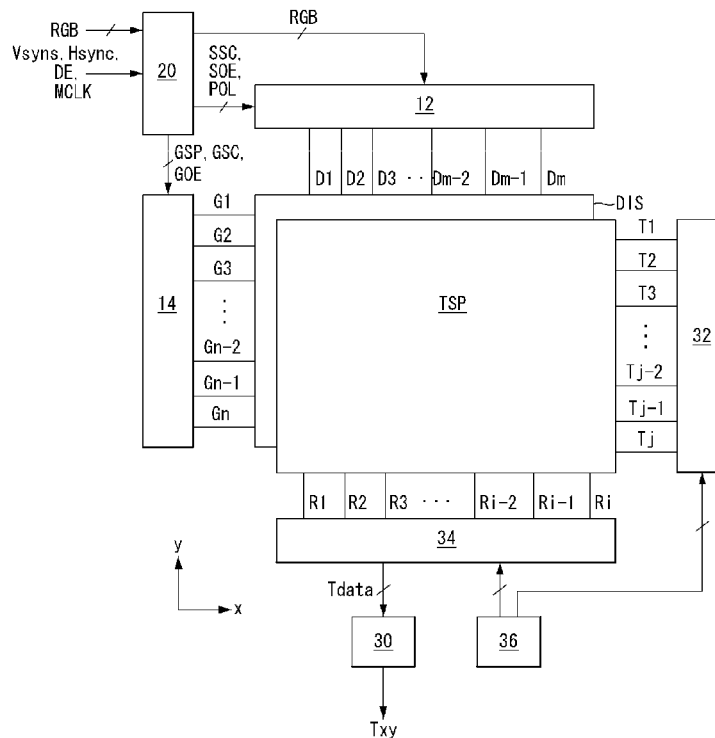 RGB
Vsyns, Hsync,
DE,
MCLK
20
RGB
SSC,
SOE,
POL
12
GSP, GSC,
GOE
D1 D2 D3 ··· Dm-2 Dm-1 Dm
DIS
14
G1
G2
G3
⋮
Gn-2
Gn-1
Gn
TSP
T1
T2
T3
⋮
Tj-2
Tj-1
Tj
32
R1 R2 R3 ··· Ri-2 Ri-1 Ri
34
y
x
Tdata
30
36
Txy